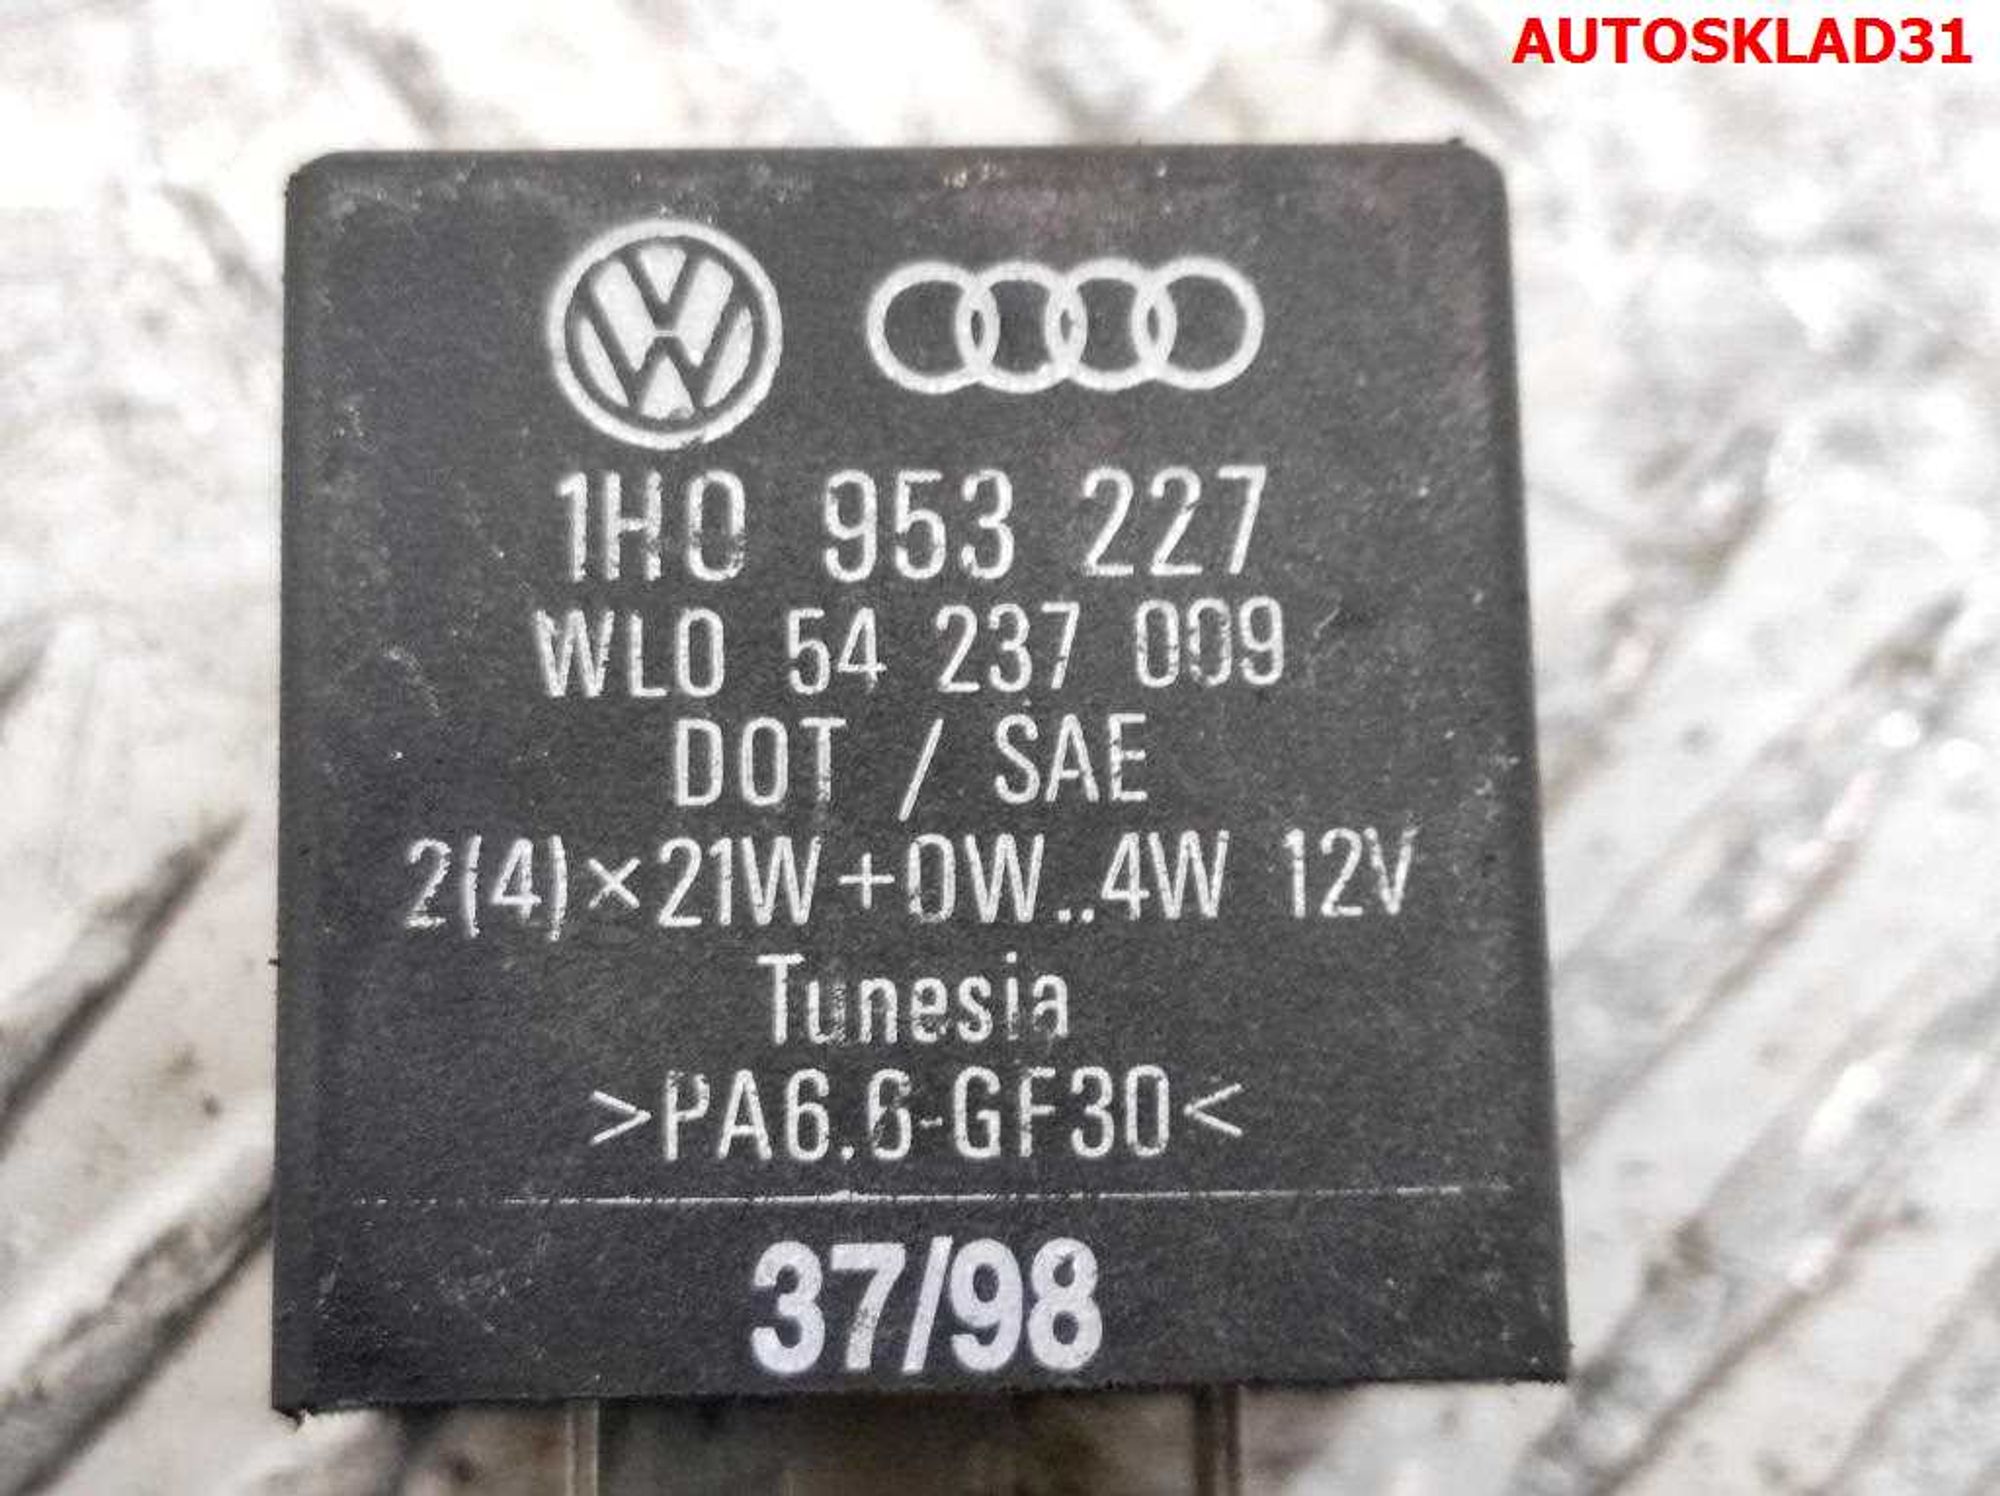 AUTOSKLAD31
1H0 953 227
WL0 54 237 009
DOT / SAE
2(4)×21W+0W..4W 12V
Tunesia
>PA6.6-GF30<
37/98